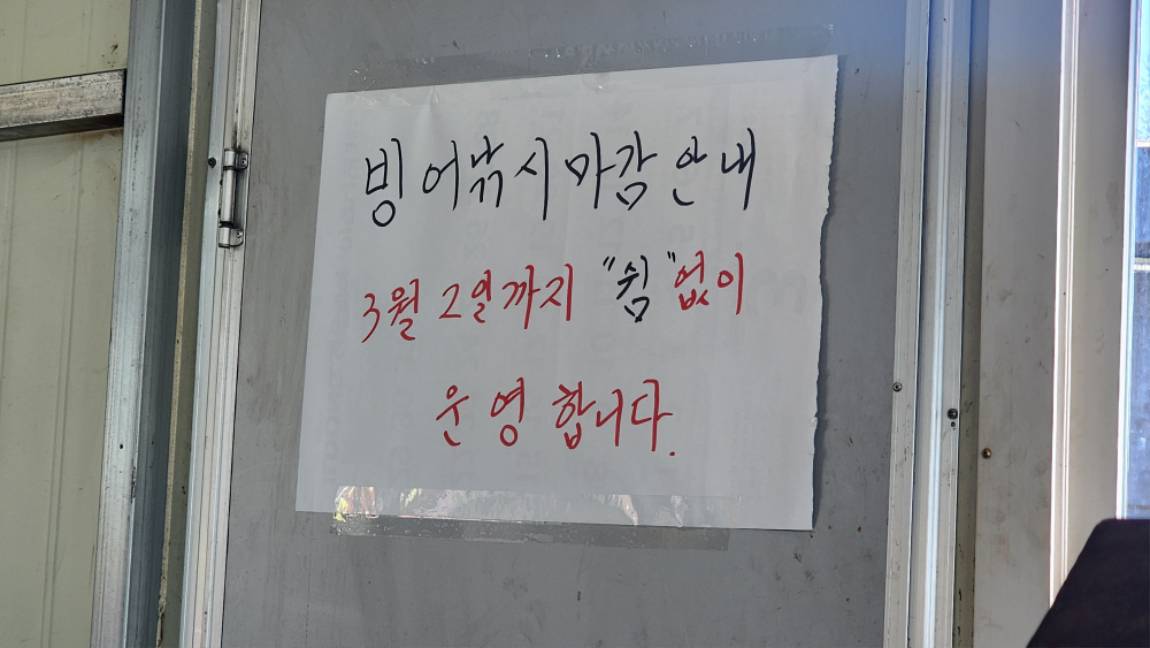 빙어낚시마감안내
3월 2일까지 "쉼"없이
운영합니다.